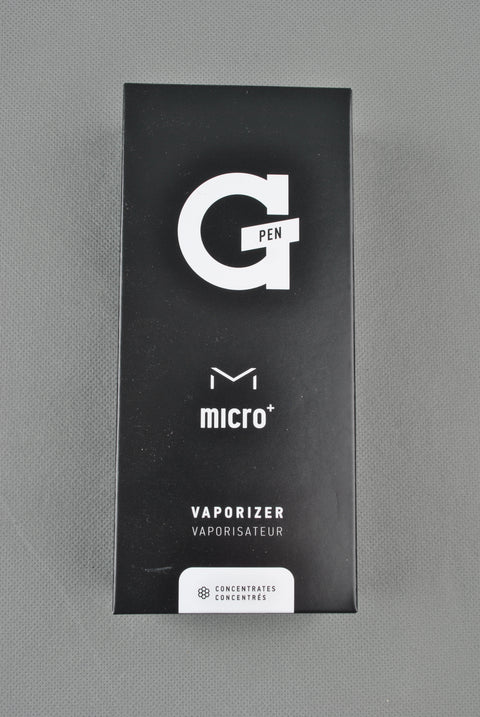 G
PEN
micro+
VAPORIZER
VAPORISATEUR
CONCENTRATES
CONCENTRÉS